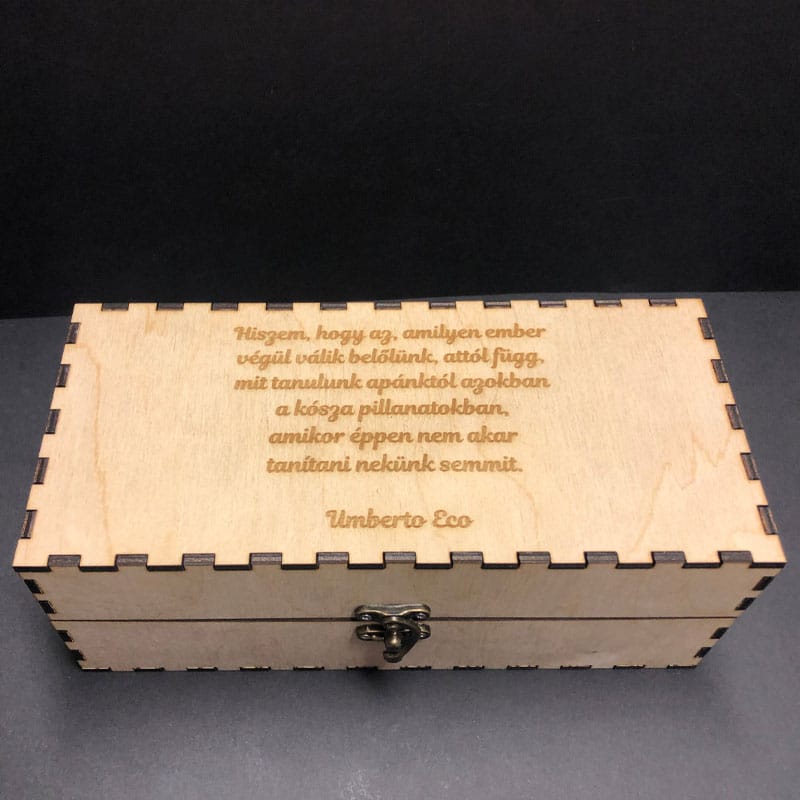 Hiszem, hogy az, amilyen ember
végül válik belőlünk, attól függ,
mit tanulunk apánktól azokban
a kósza pillanatokban,
amikor éppen nem akar
tanítani nekünk semmit.
Umberto Eco